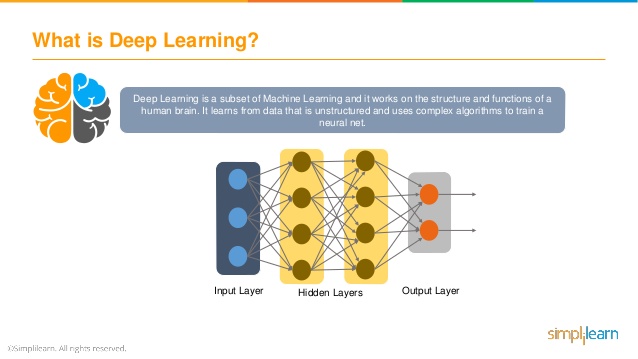 What is Deep Learning?
Deep Learning is a subset of Machine Learning and it works on the structure and functions of a
human brain. It learns from data that is unstructured and uses complex algorithms to train a
neural net.
Input Layer
Hidden Layers
Output Layer
©Simplilearn. All rights reserved.
simplilearn